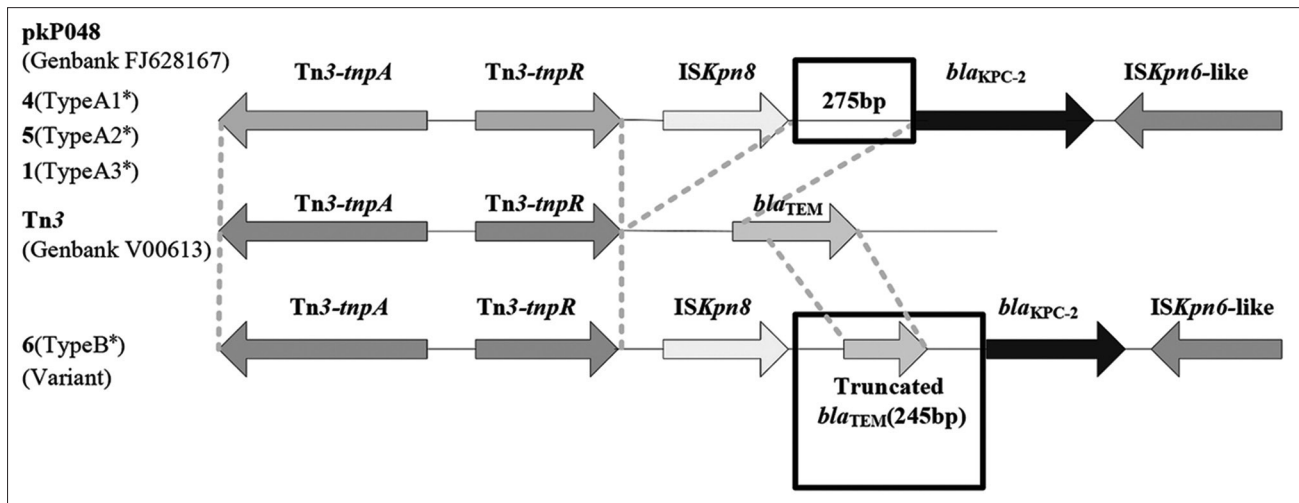 pkP048
(Genbank FJ628167)
Tn3-tnpA Tn3-tnpR ISKpn8 275bp blaKPC-2 ISKpn6-like
4(TypeA1*)
5(TypeA2*)
1(TypeA3*)
Tn3
(Genbank V00613)
Tn3-tnpA Tn3-tnpR blaTEM
Tn3-tnpA Tn3-tnpR ISKpn8 blaKPC-2 ISKpn6-like
6(TypeB*)
(Variant)
Truncated
blaTEM(245bp)